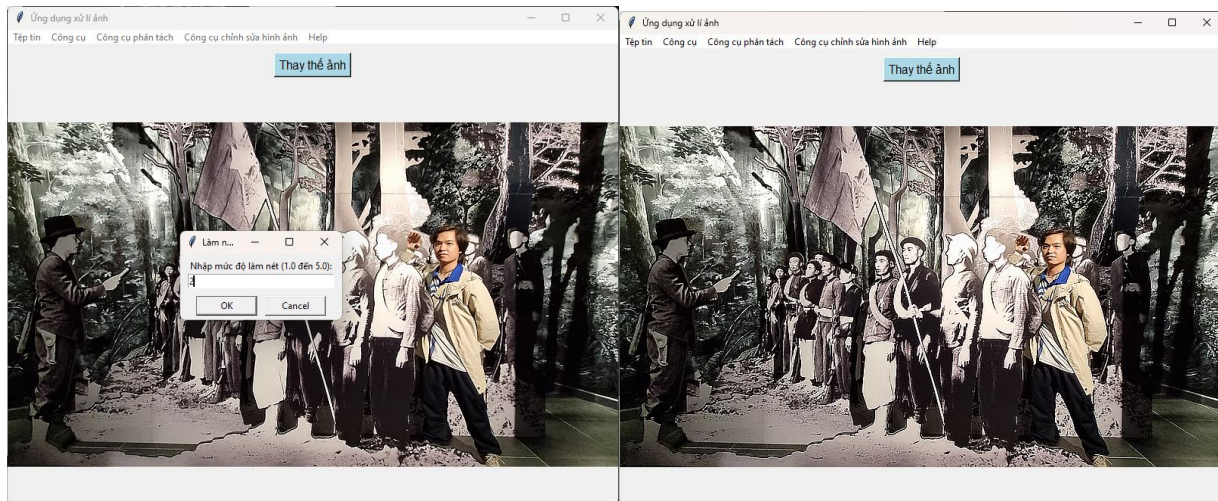 Ứng dụng xử lí ảnh
Tệp tin Công cụ Công cụ phân tách Công cụ chỉnh sửa hình ảnh Help
Thay thế ảnh
Làm n...
Nhập mức độ làm nét (1.0 đến 5.0):
2
OK Cancel
Ứng dụng xử lí ảnh
Tệp tin Công cụ Công cụ phân tách Công cụ chỉnh sửa hình ảnh Help
Thay thế ảnh